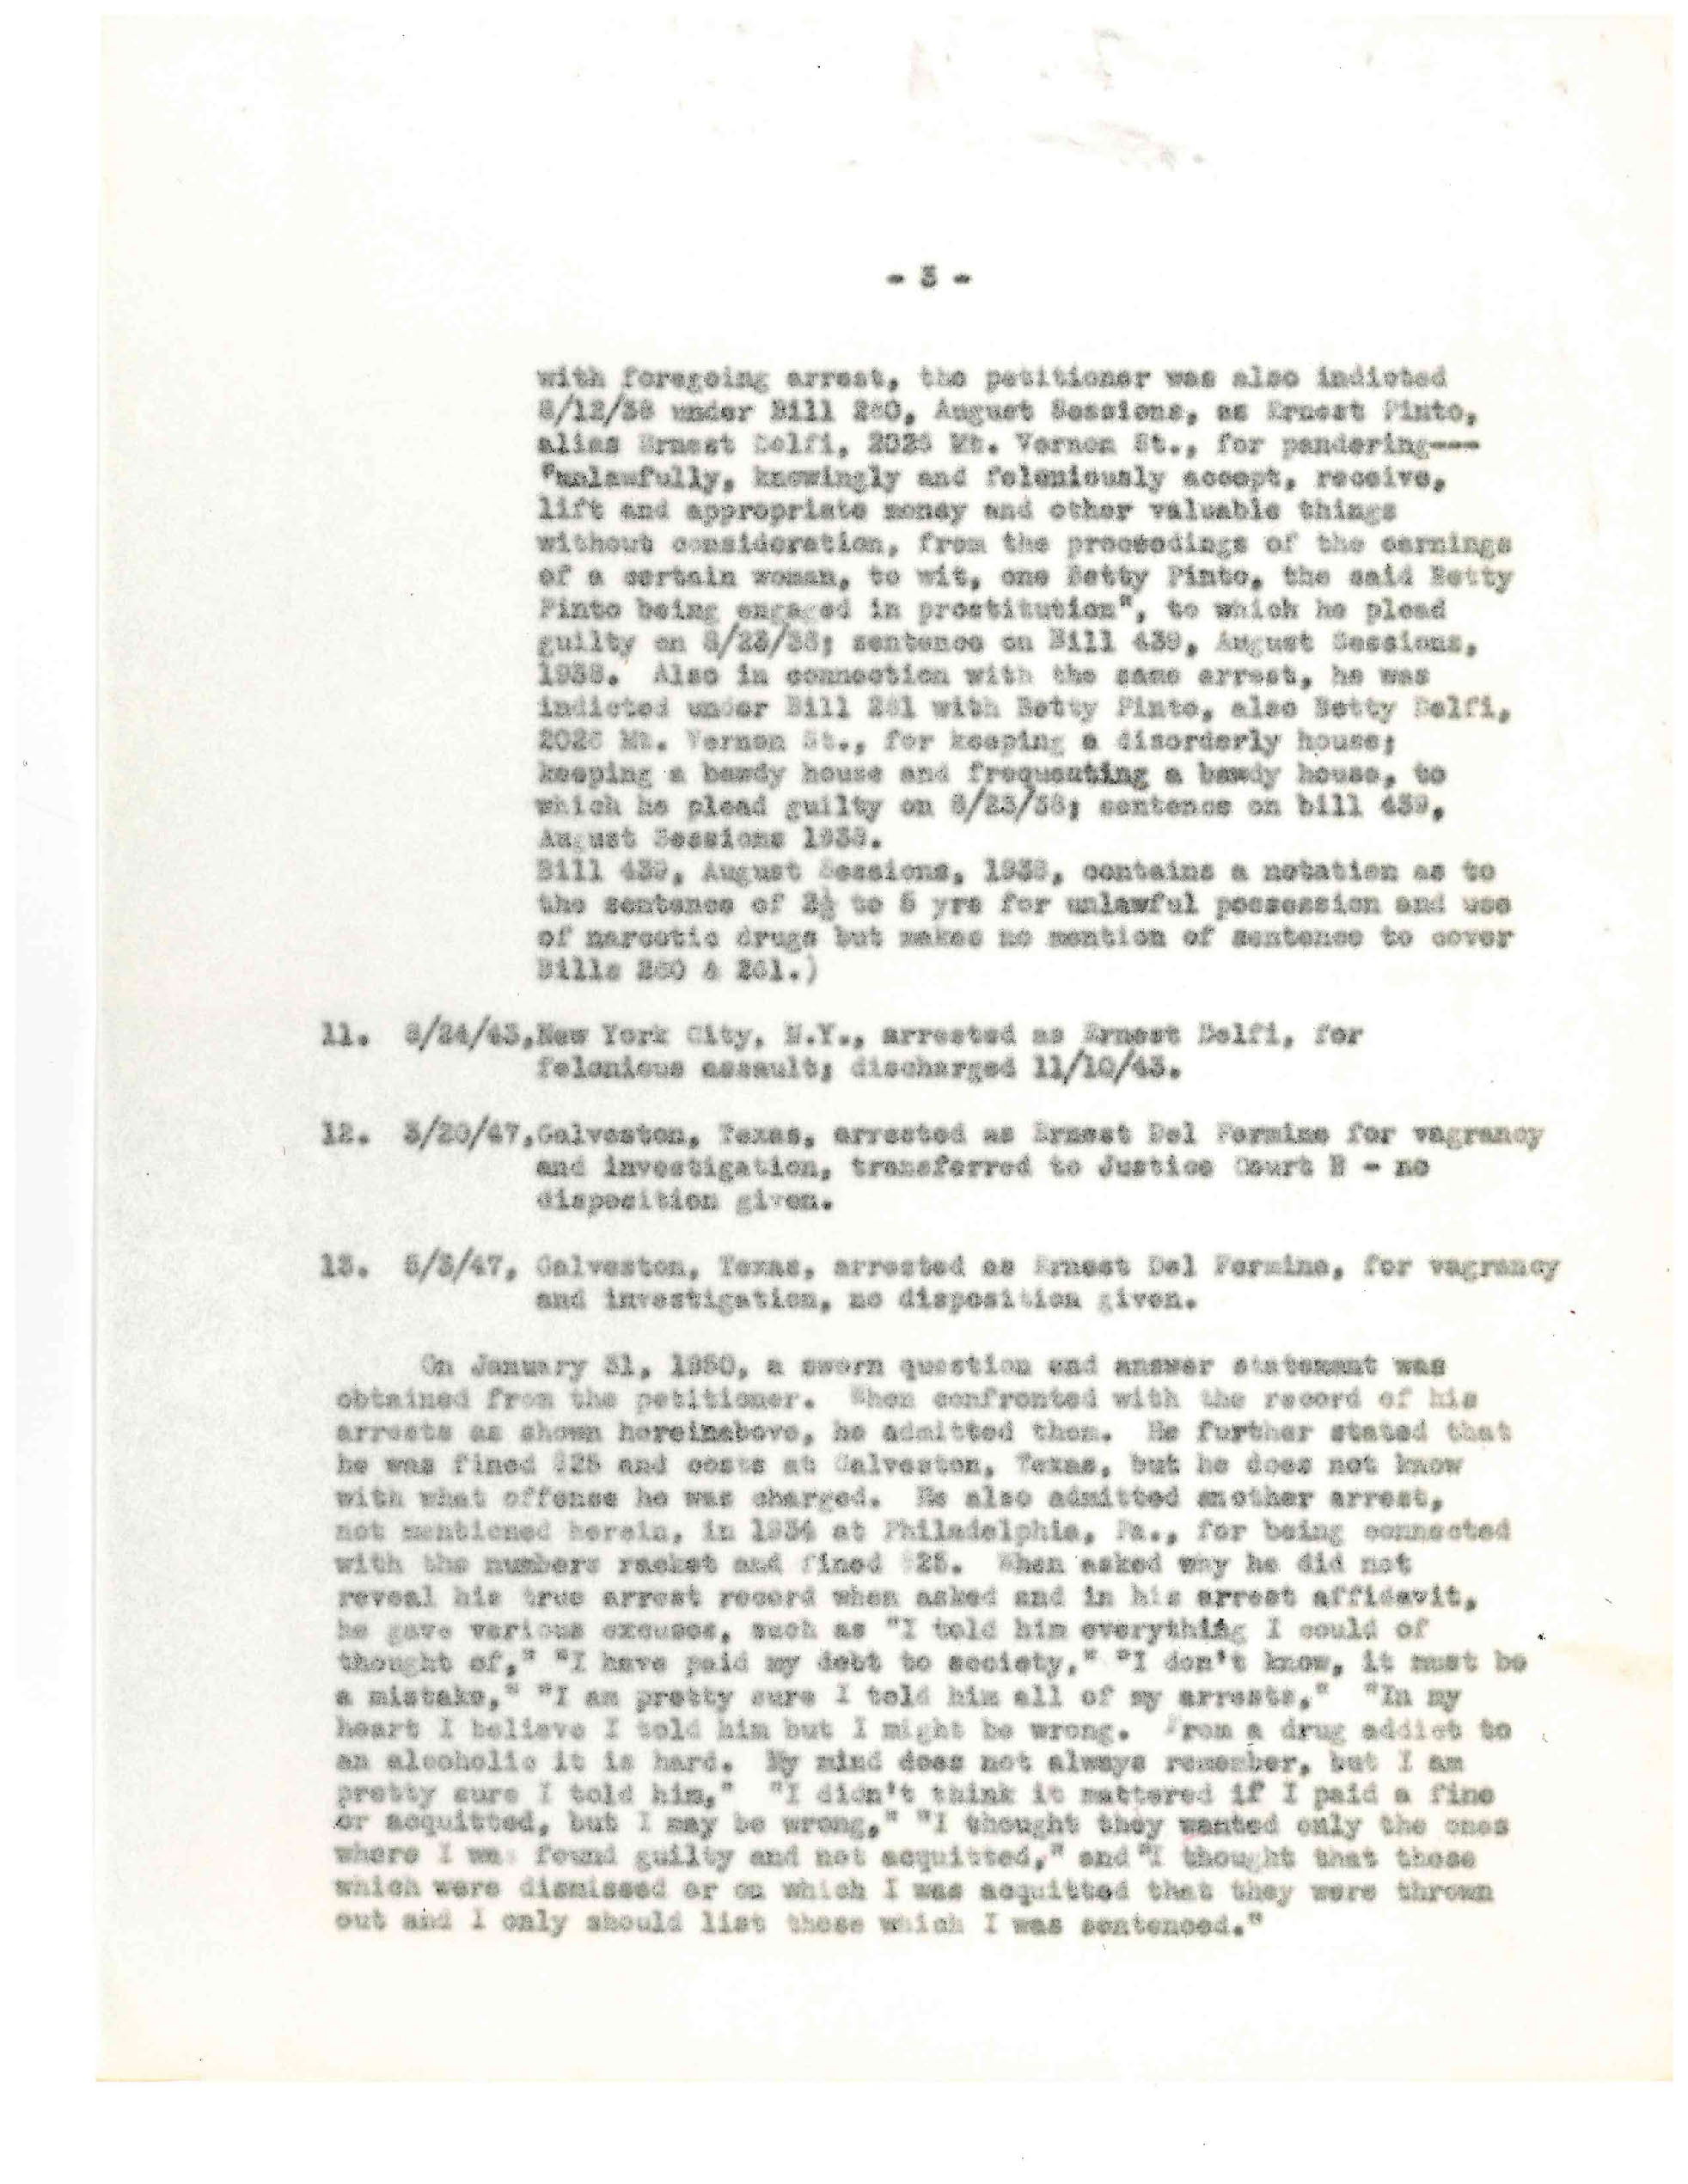 - 3 -
with foregoing arrest, the petitioner was also indicted
8/12/38 under Bill 260, August Sessions, as Ernest Pinto,
alias Ernest Delfi, 2026 Mt. Vernon St., for pandering---
"unlawfully, knowingly and feloniously accept, receive,
lift and appropriate money and other valuable things
without consideration, from the proceedings of the earnings
of a certain woman, to wit, one Betty Pinto, the said Betty
Pinto being engaged in prostitution", to which he plead
guilty on 8/23/38; sentence on Bill 439, August Sessions,
1938. Also in connection with the same arrest, he was
indicted under Bill 261 with Betty Pinto, also Betty Delfi,
2026 Mt. Vernon St., for keeping a disorderly house;
keeping a bawdy house and frequenting a bawdy house, to
which he plead guilty on 8/23/38; sentence on bill 439,
August Sessions 1938.
Bill 439, August Sessions, 1938, contains a notation as to
the sentence of 2½ to 5 yrs for unlawful possession and use
of narcotic drugs but makes no mention of sentence to cover
Bills 260 & 261.)
11. 8/24/43, New York City, N.Y., arrested as Ernest Delfi, for
felonious assault; discharged 11/10/43.
12. 3/20/47, Galveston, Texas, arrested as Ernest Del Fermine for vagrancy
and investigation, transferred to Justice Court B - no
disposition given.
13. 5/3/47, Galveston, Texas, arrested as Ernest Del Fermine, for vagrancy
and investigation, no disposition given.
On January 31, 1950, a sworn question and answer statement was
obtained from the petitioner. When confronted with the record of his
arrests as shown hereinabove, he admitted them. He further stated that
he was fined $25 and costs at Galveston, Texas, but he does not know
with what offense he was charged. He also admitted another arrest,
not mentioned herein, in 1934 at Philadelphia, Pa., for being connected
with the numbers racket and fined $25. When asked why he did not
reveal his true arrest record when asked and in his arrest affidavit,
he gave various excuses, such as "I told him everything I could of
thought of," "I have paid my debt to society," "I don't know, it must be
a mistake," "I am pretty sure I told him all of my arrests," "In my
heart I believe I told him but I might be wrong. From a drug addict to
an alcoholic it is hard. My mind does not always remember, but I am
pretty sure I told him," "I didn't think it mattered if I paid a fine
or acquitted, but I may be wrong," "I thought they wanted only the ones
where I was found guilty and not acquitted," and "I thought that those
which were dismissed or on which I was acquitted that they were thrown
out and I only should list those which I was sentenced."